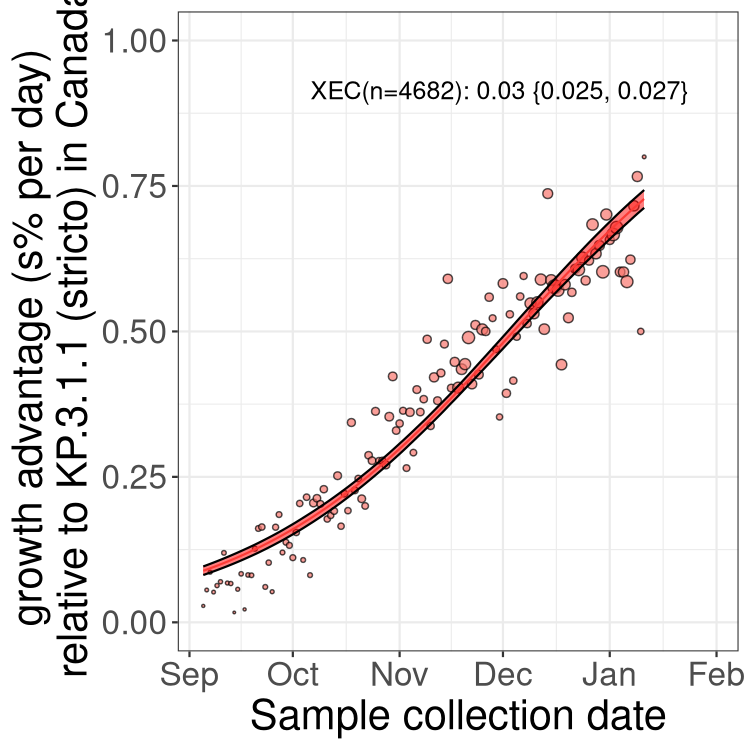 growth advantage (s% per day)
relative to KP.3.1.1 (stricto) in Canada
1.00
0.75
0.50
0.25
0.00
XEC(n=4682): 0.03 {0.025, 0.027}
Sep Oct Nov Dec Jan Feb
Sample collection date